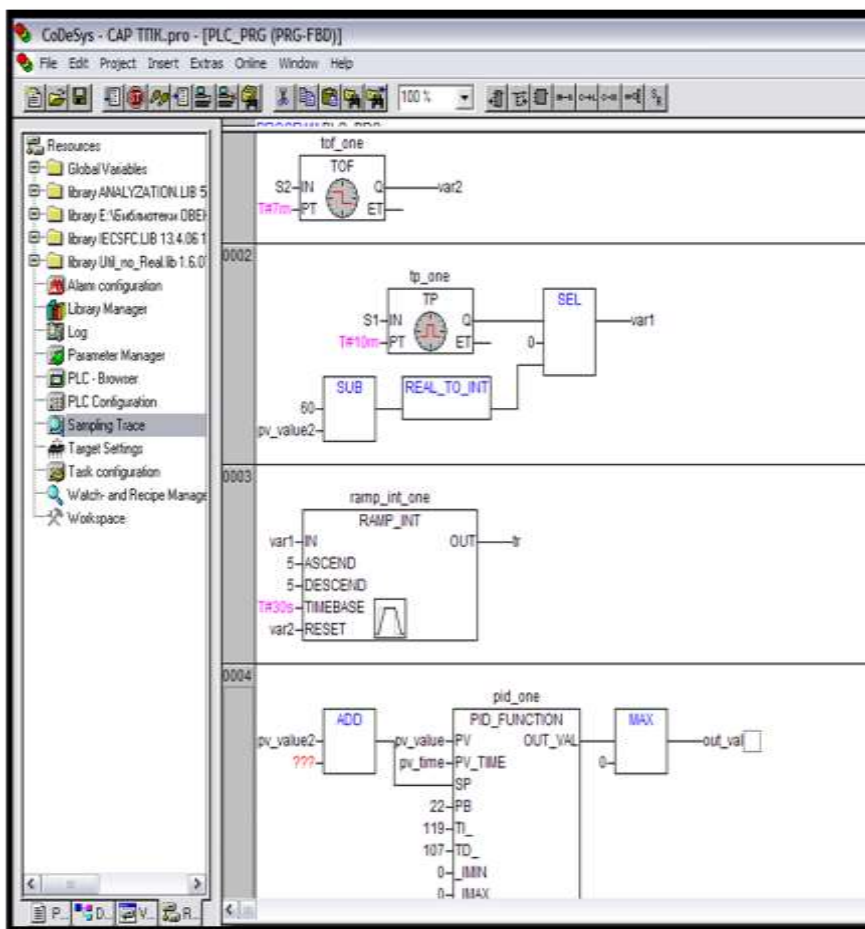 CoDeSys - CAP ТПК.pro - [PLC_PRG (PRG-FBD)]
File Edit Project Insert Extras Online Window Help
100 %
Resources
Global Variables
library ANALYZATION.LIB 5
library E:\Библиотеки ОВЕН
library IECSFC.LIB 13.4.06 1
library Util_no_Real.lib 1.6.0
Alarm configuration
Library Manager
Log
Parameter Manager
PLC - Browser
PLC Configuration
Sampling Trace
Target Settings
Task configuration
Watch- and Recipe Manage
Workspace
P...
D...
V...
R...
tof_one
TOF
S2 IN Q var2
T#7m PT ET
0002
tp_one
TP SEL
S1 IN Q var1
T#10m PT ET 0
SUB REAL_TO_INT
60
pv_value2
0003
ramp_int_one
RAMP_INT
var1 IN OUT tr
5 ASCEND
5 DESCEND
T#30s TIMEBASE
var2 RESET
0004
pid_one
ADD PID_FUNCTION MAX
pv_value2 pv_value PV OUT_VAL out_val
??? pv_time PV_TIME 0
SP
22 PB
119 TI_
107 TD_
0 _IMIN
0 IMAX